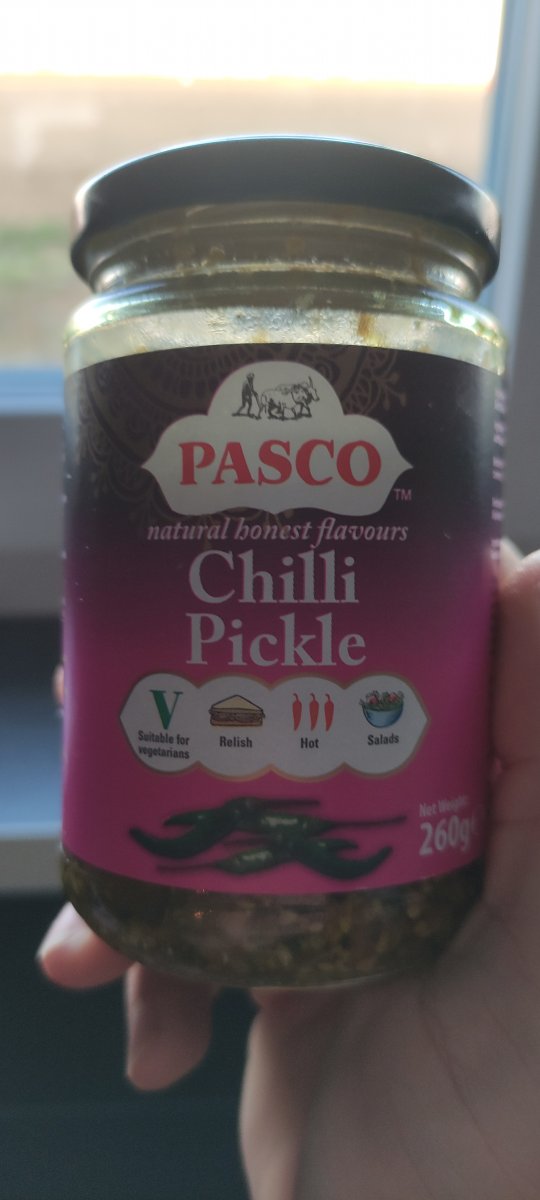 PASCO
TM
natural honest flavours
Chilli
Pickle
V
Suitable for
vegetarians
Relish
Hot
Salads
Net Weight:
260g